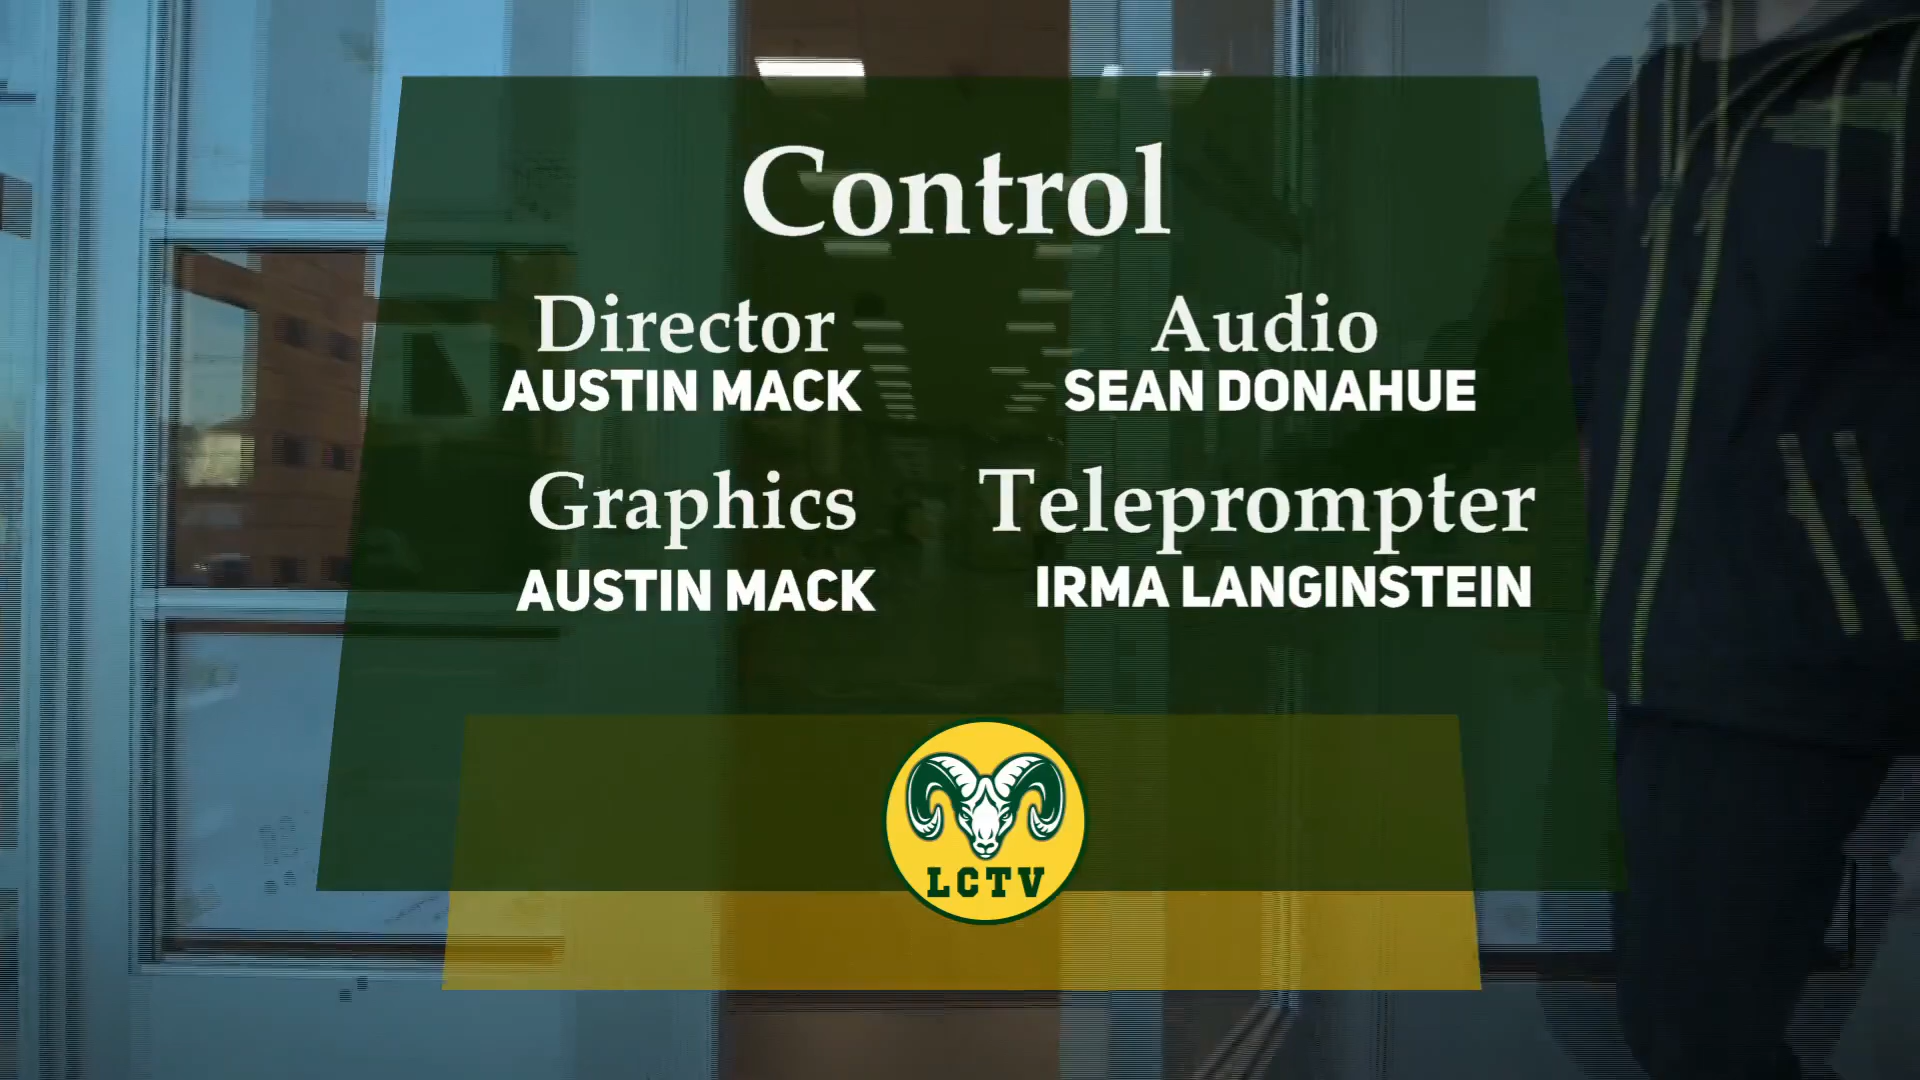 Control
Director
AUSTIN MACK
Audio
SEAN DONAHUE
Graphics
AUSTIN MACK
Teleprompter
IRMA LANGINSTEIN
LCTV